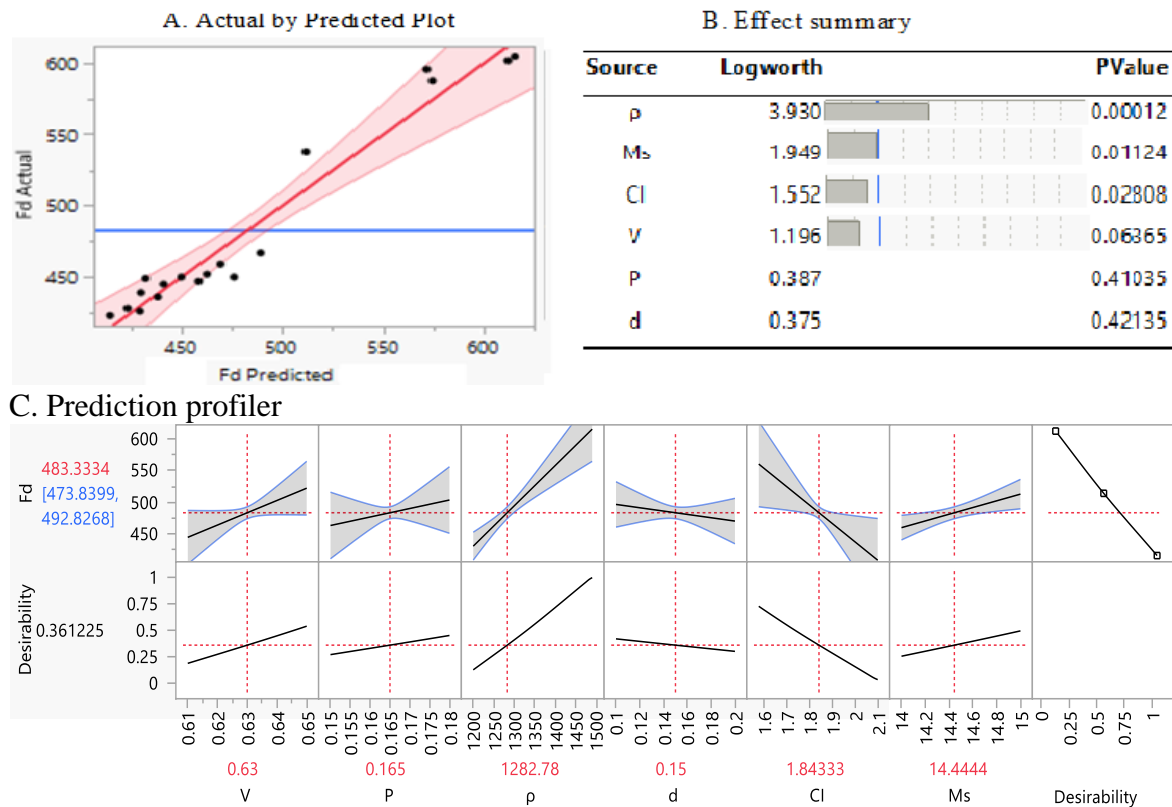 A. Actual by Predicted Plot
Fd Actual
600
550
500
450
450 500 550 600
Fd Predicted
B. Effect summary
Source Logworth PValue
ρ 3.930 0.00012
Ms 1.949 0.01124
CI 1.552 0.02808
V 1.196 0.06365
P 0.387 0.41035
d 0.375 0.42135
C. Prediction profiler
Fd
483.3334
[473.8399,
492.8268]
600
550
500
450
Desirability
0.361225
1
0.75
0.5
0.25
0
0.61 0.62 0.63 0.64 0.65
0.15 0.155 0.16 0.165 0.17 0.175 0.18
1200 1250 1300 1350 1400 1450 1500
0.1 0.12 0.14 0.16 0.18 0.2
1.6 1.7 1.8 1.9 2 2.1
14 14.2 14.4 14.6 14.8 15
0 0.25 0.5 0.75 1
0.63 0.165 1282.78 0.15 1.84333 14.4444
V P ρ d CI Ms Desirability